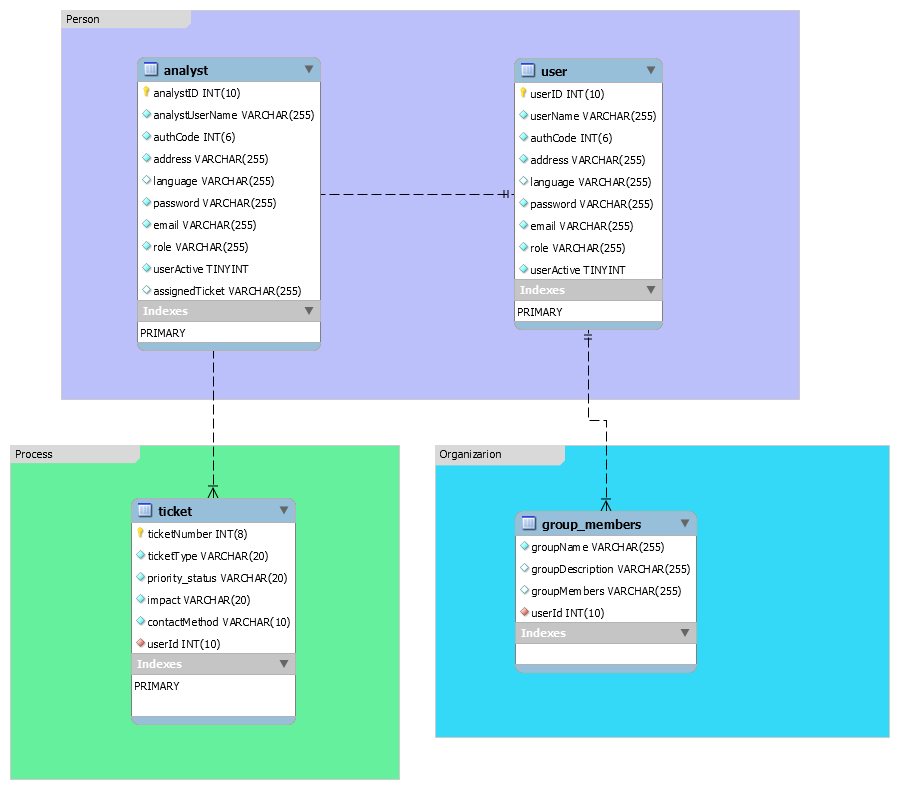 Person
analyst
analystID INT(10)
analystUserName VARCHAR(255)
authCode INT(6)
address VARCHAR(255)
language VARCHAR(255)
password VARCHAR(255)
email VARCHAR(255)
role VARCHAR(255)
userActive TINYINT
assignedTicket VARCHAR(255)
Indexes
PRIMARY
user
userID INT(10)
userName VARCHAR(255)
authCode INT(6)
address VARCHAR(255)
language VARCHAR(255)
password VARCHAR(255)
email VARCHAR(255)
role VARCHAR(255)
userActive TINYINT
Indexes
PRIMARY
Process
ticket
ticketNumber INT(8)
ticketType VARCHAR(20)
priority_status VARCHAR(20)
impact VARCHAR(20)
contactMethod VARCHAR(10)
userId INT(10)
Indexes
PRIMARY
Organizarion
group_members
groupName VARCHAR(255)
groupDescription VARCHAR(255)
groupMembers VARCHAR(255)
userId INT(10)
Indexes